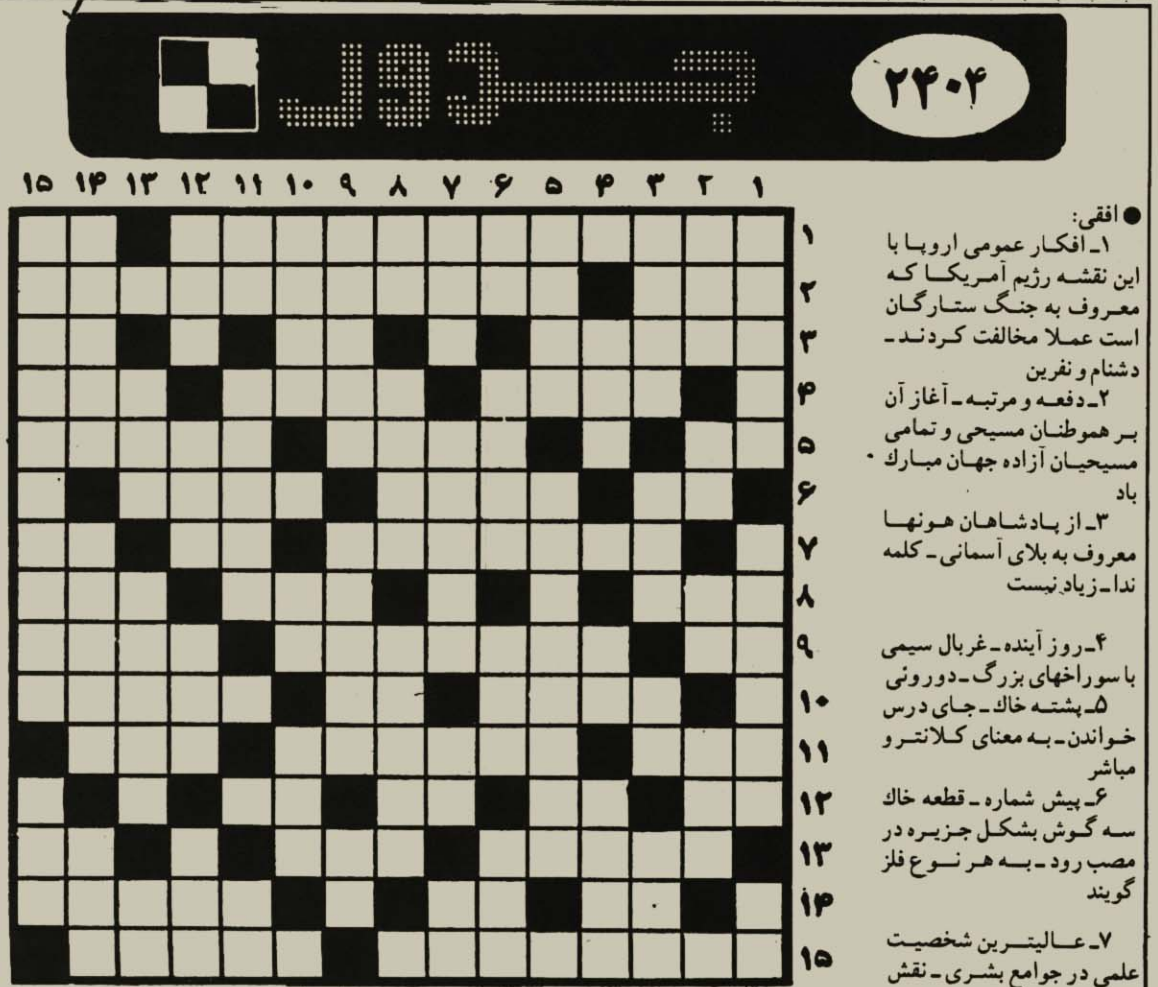 جدول
۲۴۰۴
۱۵ ۱۴ ۱۳ ۱۲ ۱۱ ۱۰ ۹ ۸ ۷ ۶ ۵ ۴ ۳ ۲ ۱
۱
۲
۳
۴
۵
۶
۷
۸
۹
۱۰
۱۱
۱۲
۱۳
۱۴
۱۵
● افقی:
۱ـ افکار عمومی اروپا با
این نقشه رژیم آمریکا که
معروف به جنگ ستارگان
است عملا مخالفت کردند ـ
دشنام و نفرین
۲ـ دفعه و مرتبه ـ آغاز آن
بر هموطنان مسیحی و تمامی
مسیحیان آزاده جهان مبارك
باد
۳ـ از پادشاهان هونها
معروف به بلای آسمانی ـ کلمه
ندا ـ زیاد نیست
۴ـ روز آینده ـ غربال سیمی
با سوراخهای بزرگ ـ دوروئی
۵ـ پشته خاك ـ جای درس
خواندن ـ به معنای کلانتر و
مباشر
۶ـ پیش شماره ـ قطعه خاك
سه گوش بشکل جزیره در
مصب رود ـ به هر نوع فلز
گویند
۷ـ عالیترین شخصیت
علمی در جوامع بشری ـ نقش